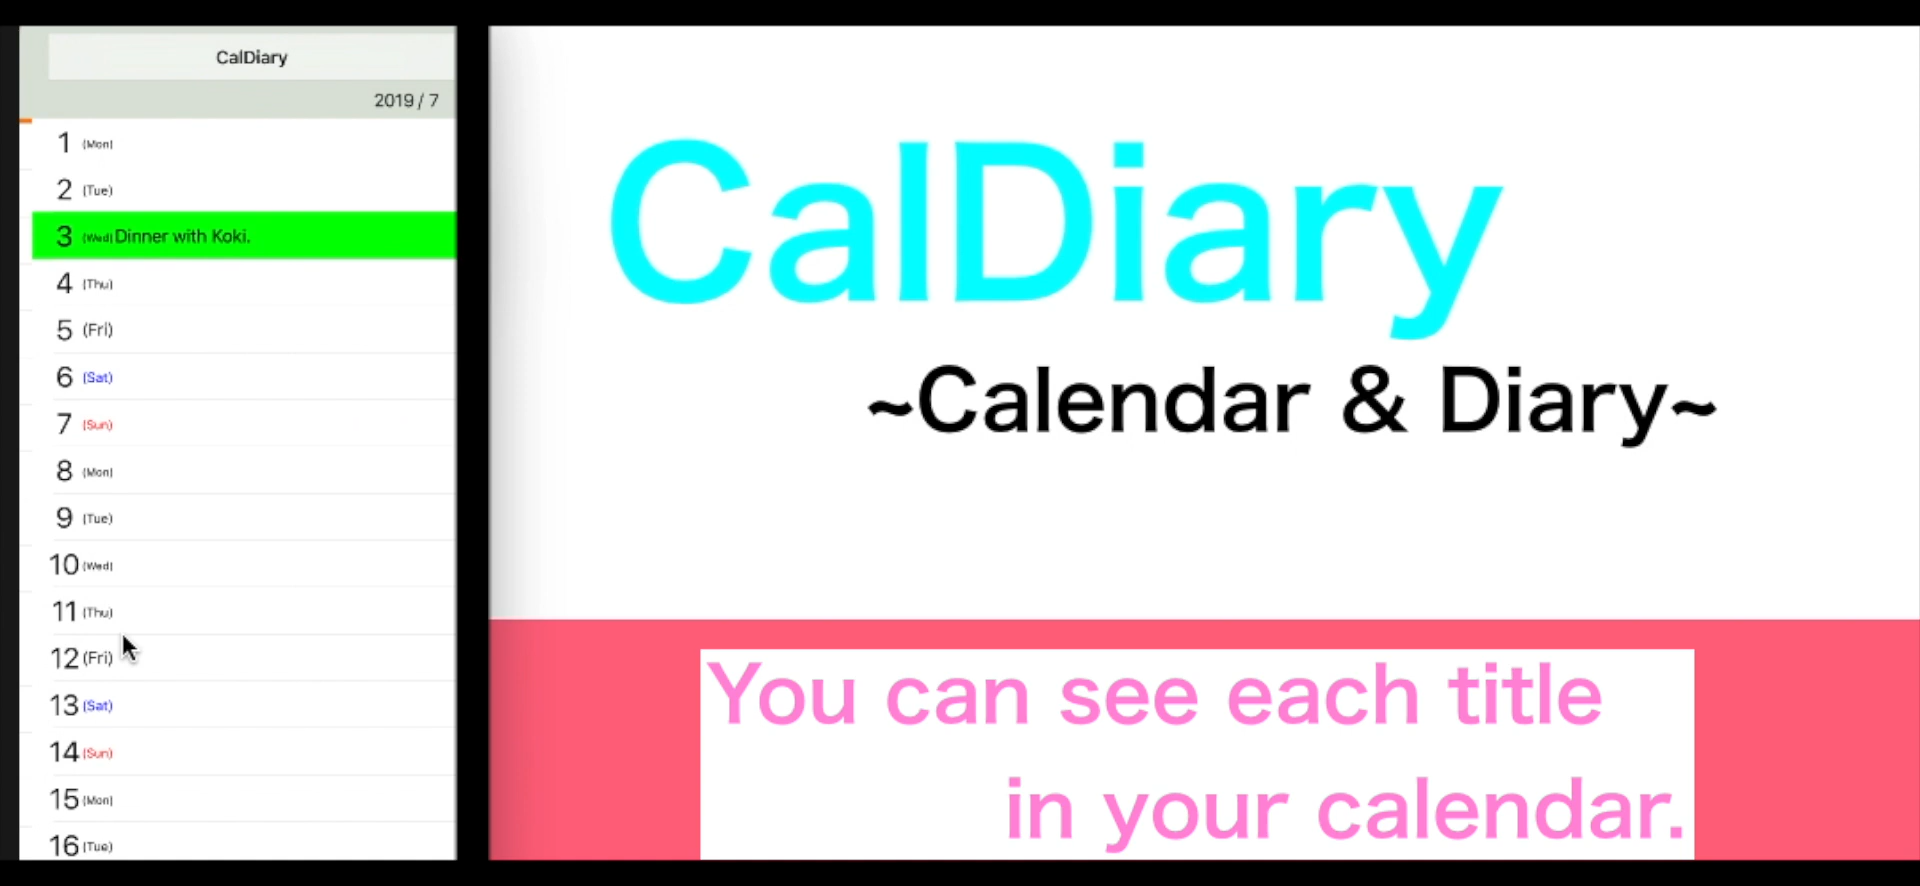 CalDiary
2019 / 7
1 (Mon)
2 (Tue)
3 (Wed) Dinner with Koki.
4 (Thu)
5 (Fri)
6 (Sat)
7 (Sun)
8 (Mon)
9 (Tue)
10 (Wed)
11 (Thu)
12 (Fri)
13 (Sat)
14 (Sun)
15 (Mon)
16 (Tue)
CalDiary
~Calendar & Diary~
You can see each title
in your calendar.